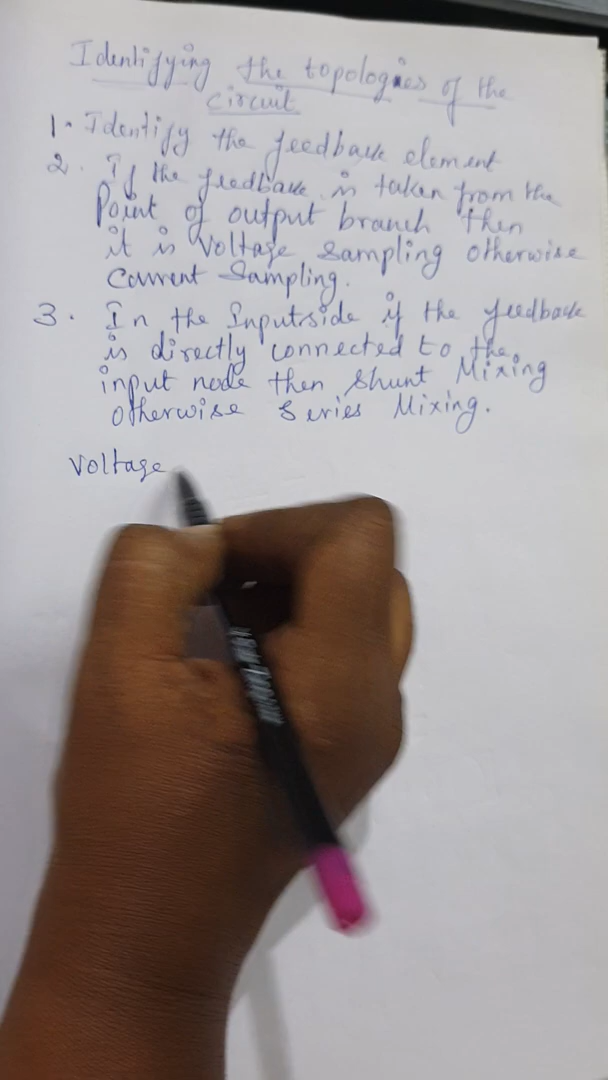 Identifying the topologies of the
circuit
1. Identify the feedback element
2. If the feedback is taken from the
Point of output branch then
it is Voltage Sampling otherwise
Current Sampling.
3. In the Inputside if the feedback
is directly connected to the
input node then Shunt Mixing
otherwise Series Mixing.
Voltage